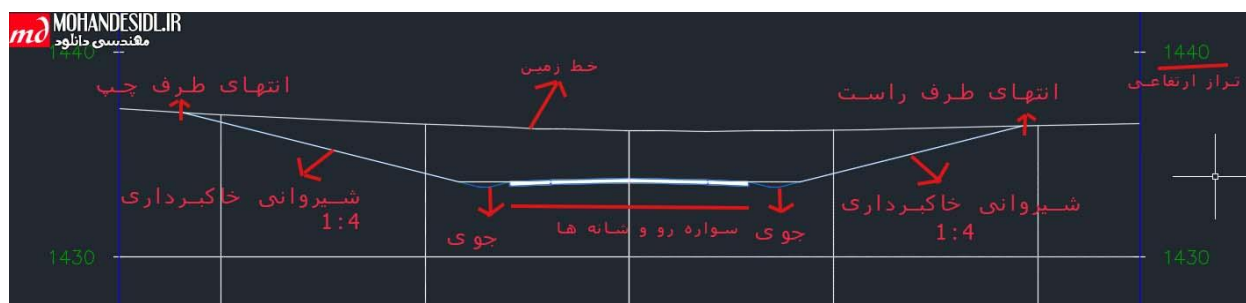 md MOHANDESIDL.IR
مهندسی دانلود
1440
1440
تراز ارتفاعی
خط زمین
انتهای طرف چپ
انتهای طرف راست
شیروانی خاکبرداری
1:4
شیروانی خاکبرداری
1:4
جوی
سواره رو و شانه ها
جوی
1430
1430